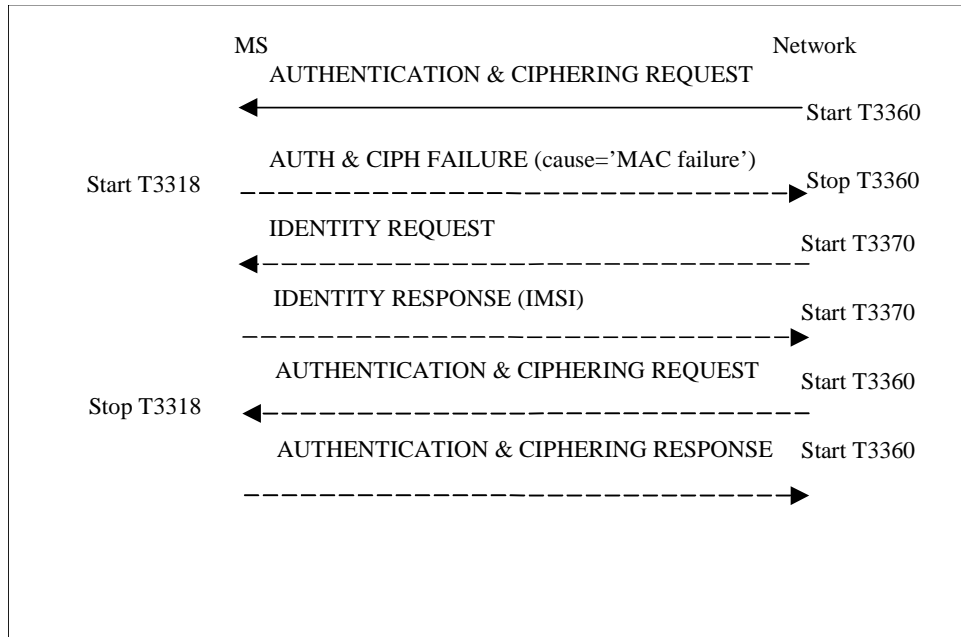 MS Network
AUTHENTICATION & CIPHERING REQUEST
Start T3360
AUTH & CIPH FAILURE (cause=’MAC failure’)
Start T3318 Stop T3360
IDENTITY REQUEST Start T3370
IDENTITY RESPONSE (IMSI) Start T3370
AUTHENTICATION & CIPHERING REQUEST Start T3360
Stop T3318
AUTHENTICATION & CIPHERING RESPONSE Start T3360